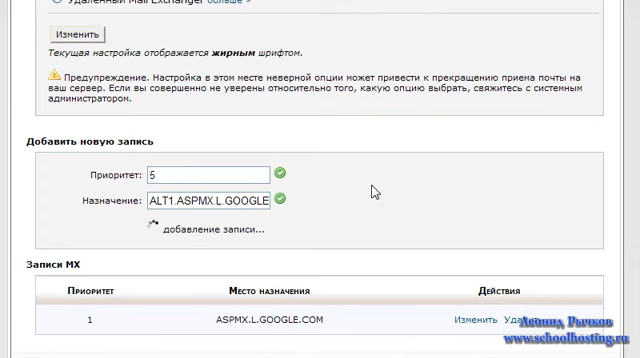 Удаленный Mail Exchanger больше »
Изменить
Текущая настройка отображается жирным шрифтом.
Предупреждение. Настройка в этом месте неверной опции может привести к прекращению приема почты на
ваш сервер. Если вы совершенно не уверены относительно того, какую опцию выбрать, свяжитесь с системным
администратором.
Добавить новую запись
Приоритет: 5
Назначение: ALT1.ASPMX.L.GOOGLE
добавление записи...
Записи MX
Приоритет Место назначения Действия
1 ASPMX.L.GOOGLE.COM Изменить
Леонид Рычков
www.schoolhosting.ru